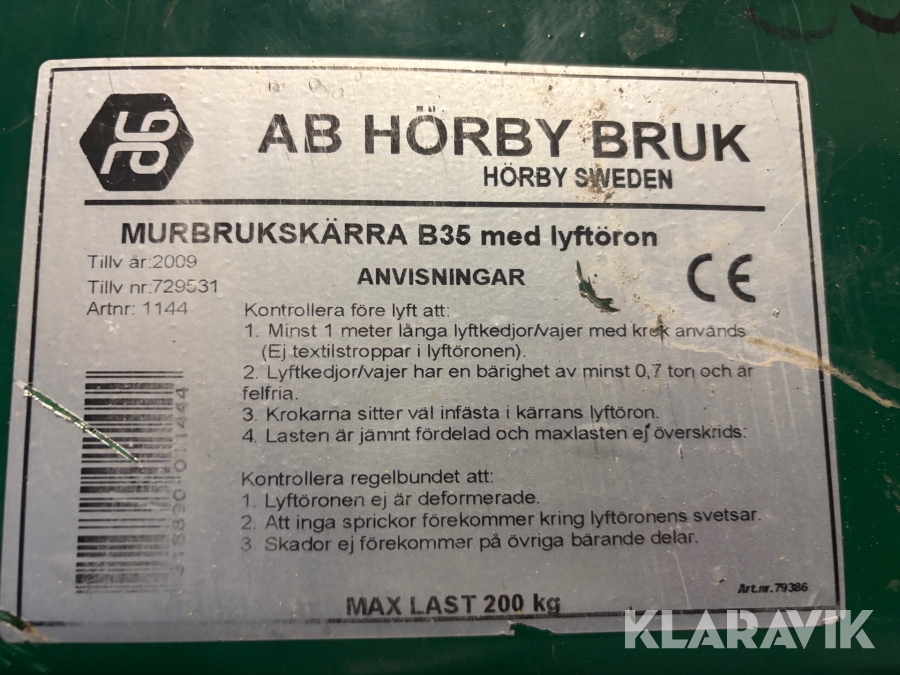 AB HÖRBY BRUK
HÖRBY SWEDEN
MURBRUKSKÄRRA B35 med lyftöron
Tillv år:2009
Tillv nr:729531
Artnr: 1144
ANVISNINGAR
CE
Kontrollera före lyft att:
1. Minst 1 meter långa lyftkedjor/vajer med krok används
(Ej textilstroppar i lyftöronen).
2. Lyftkedjor/vajer har en bärighet av minst 0,7 ton och är
felfria.
3. Krokarna sitter väl infästa i kärrans lyftöron.
4. Lasten är jämnt fördelad och maxlasten ej överskrids:
Kontrollera regelbundet att:
1. Lyftöronen ej är deformerade.
2. Att inga sprickor förekommer kring lyftöronens svetsar.
3. Skador ej förekommer på övriga bärande delar.
MAX LAST 200 kg
Art.nr. 79386
KLARAVIK